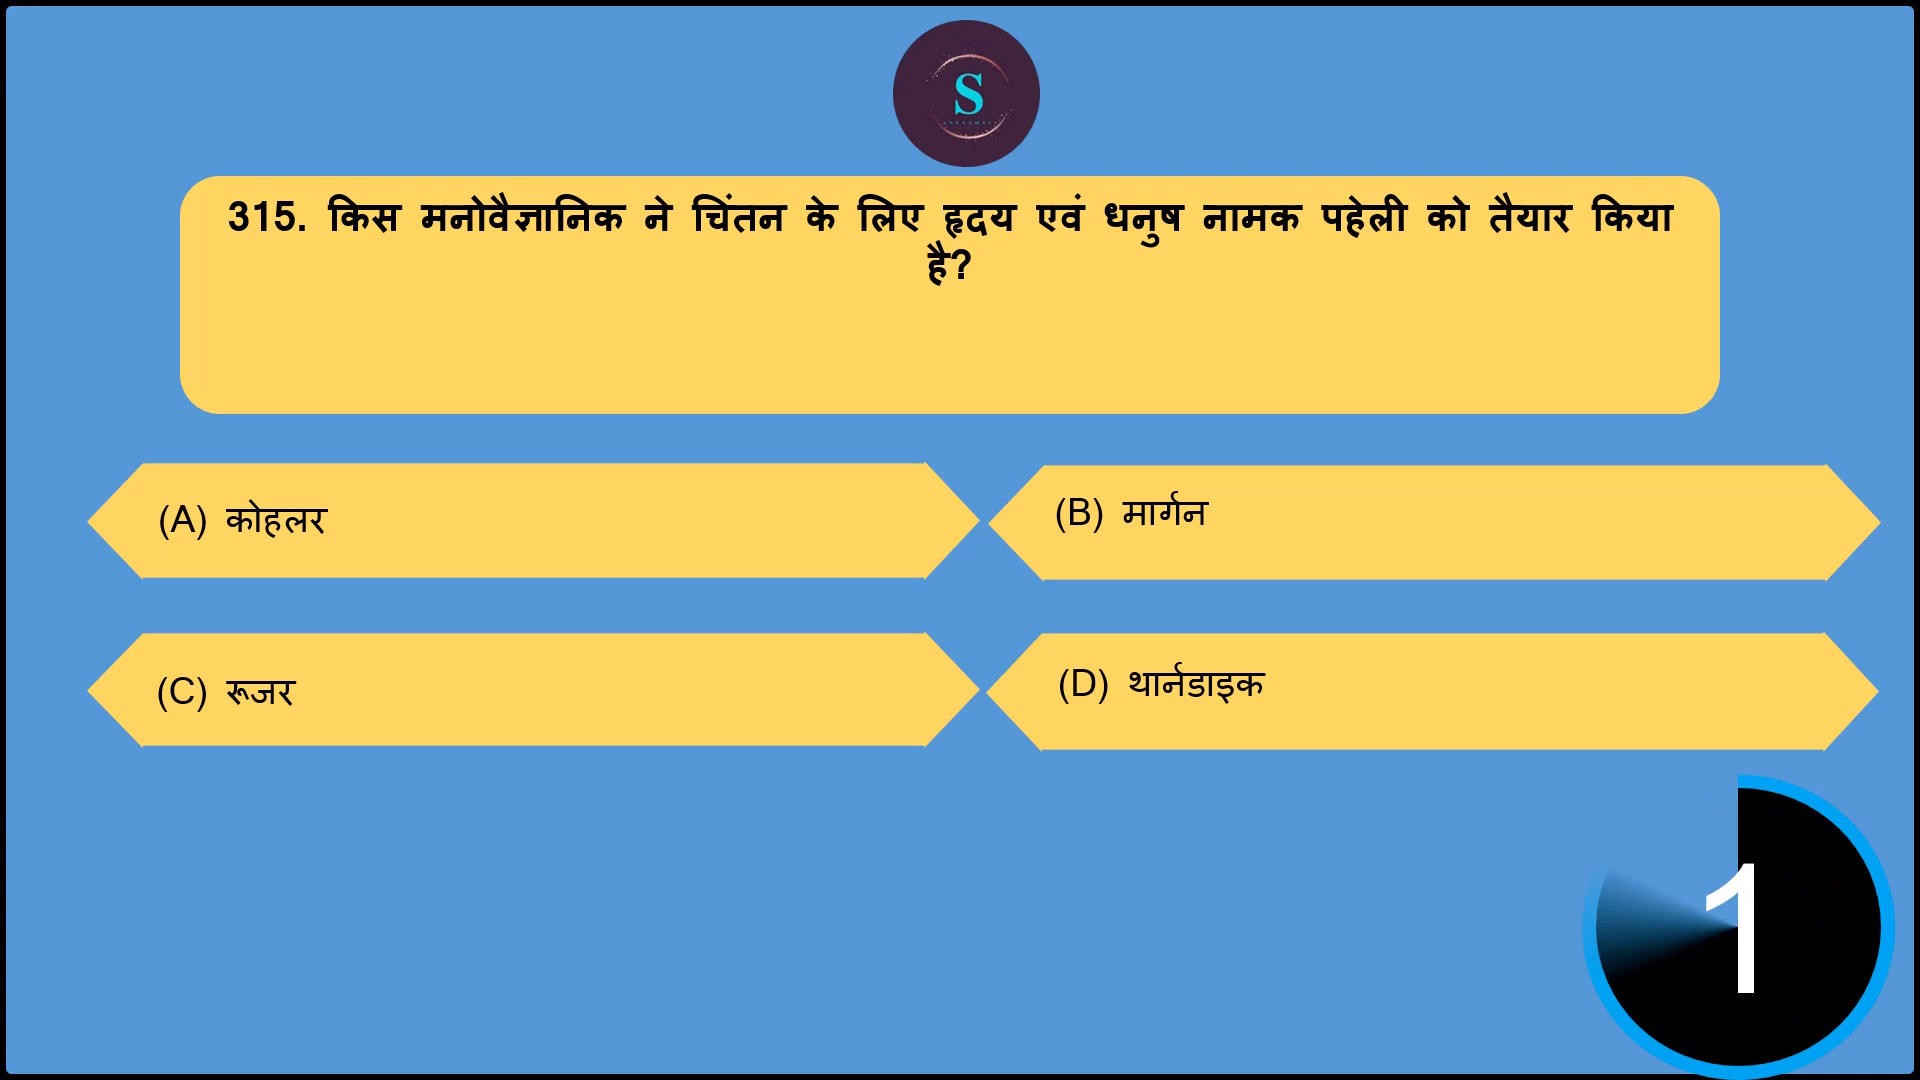 S
315. किस मनोवैज्ञानिक ने चिंतन के लिए हृदय एवं धनुष नामक पहेली को तैयार किया
है?
(A) कोहलर
(B) मार्गन
(C) रूजर
(D) थार्नडाइक
1